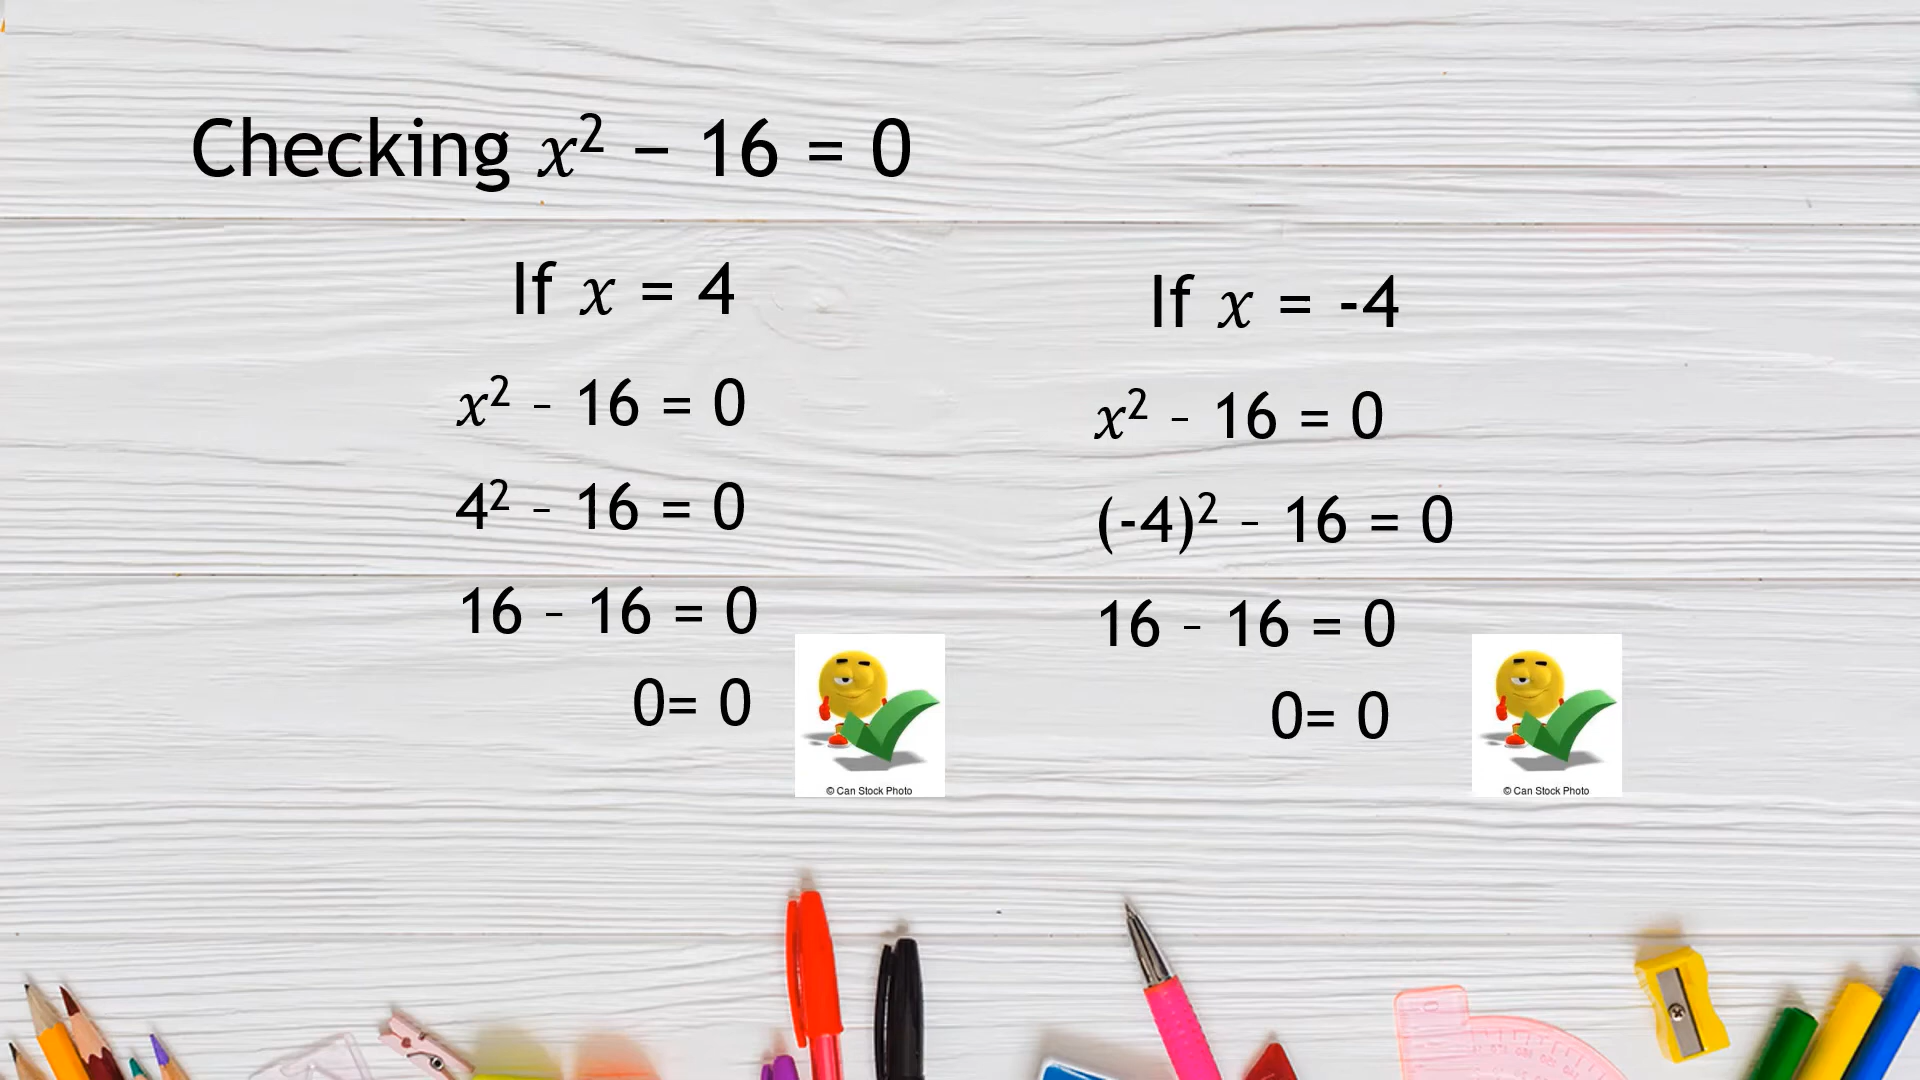 Checking x² − 16 = 0
If x = 4
x² - 16 = 0
4² - 16 = 0
16 - 16 = 0
0= 0
© Can Stock Photo
If x = -4
x² - 16 = 0
(-4)² - 16 = 0
16 - 16 = 0
0= 0
© Can Stock Photo